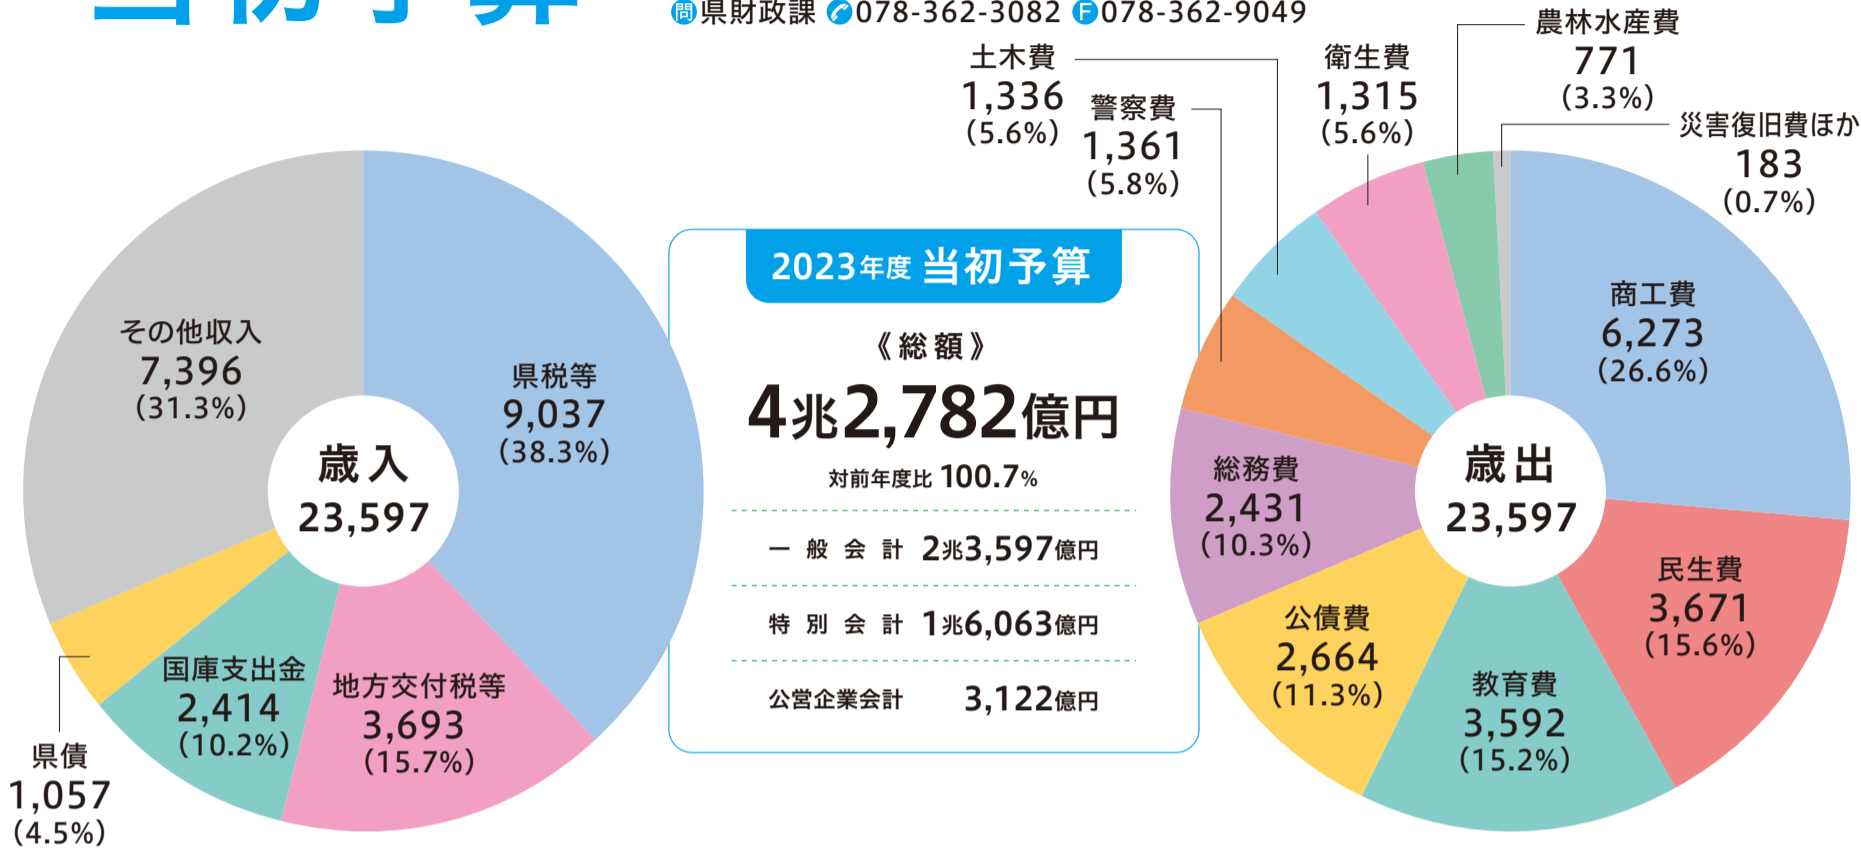 当初予算
問県財政課 078-362-3082 F078-362-9049
その他収入
7,396
(31.3%)
県税等
9,037
(38.3%)
歳入
23,597
国庫支出金
2,414
(10.2%)
地方交付税等
3,693
(15.7%)
県債
1,057
(4.5%)
2023年度 当初予算
《総額》
4兆2,782億円
対前年度比 100.7%
一般会計 2兆3,597億円
特別会計 1兆6,063億円
公営企業会計 3,122億円
土木費
1,336
(5.6%)
警察費
1,361
(5.8%)
衛生費
1,315
(5.6%)
農林水産費
771
(3.3%)
災害復旧費ほか
183
(0.7%)
商工費
6,273
(26.6%)
総務費
2,431
(10.3%)
歳出
23,597
民生費
3,671
(15.6%)
公債費
2,664
(11.3%)
教育費
3,592
(15.2%)